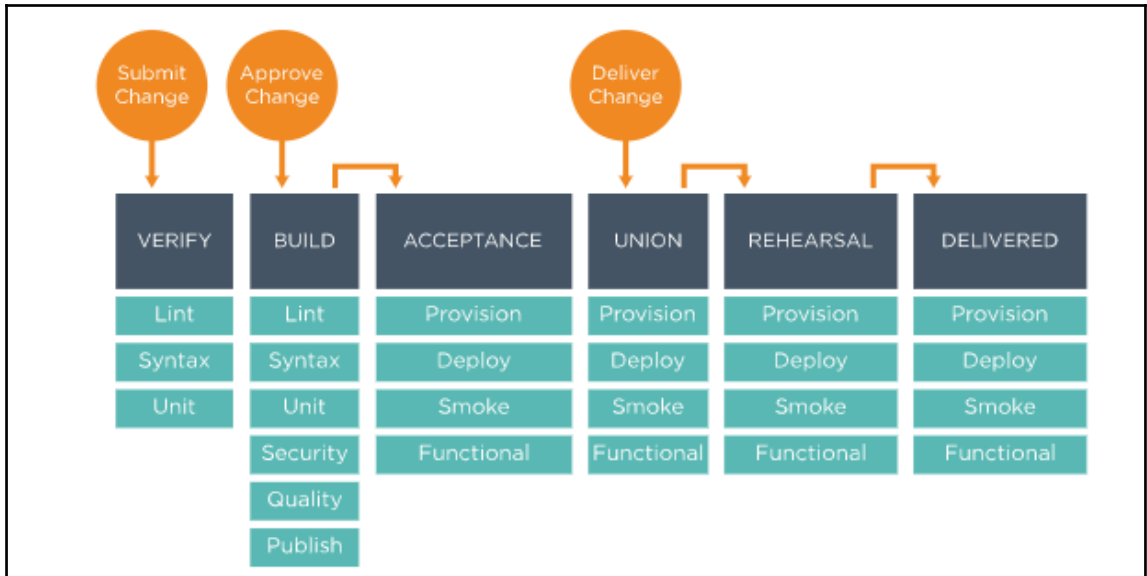 Submit
Change
Approve
Change
Deliver
Change
VERIFY
BUILD
ACCEPTANCE
UNION
REHEARSAL
DELIVERED
Lint
Lint
Provision
Provision
Provision
Provision
Syntax
Syntax
Deploy
Deploy
Deploy
Deploy
Unit
Unit
Smoke
Smoke
Smoke
Smoke
Security
Functional
Functional
Functional
Functional
Quality
Publish